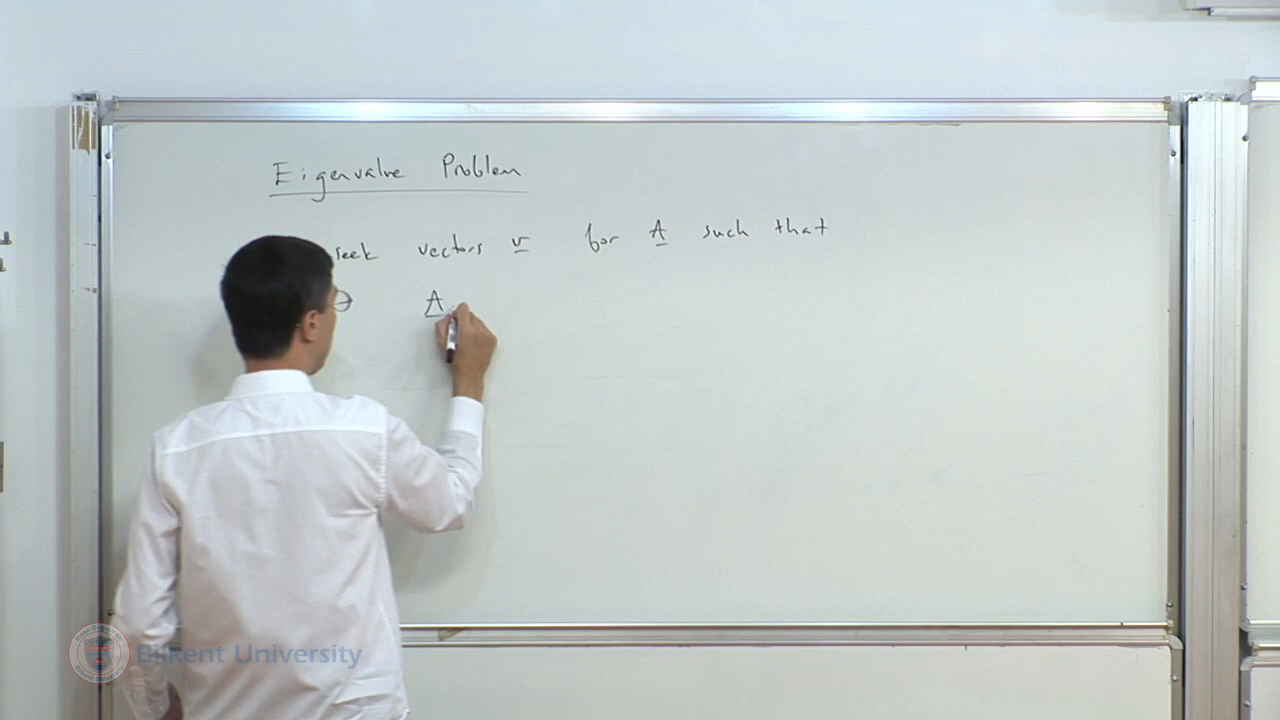 Eigenvalue Problem
seek vectors v for A such that
A
Bilkent University